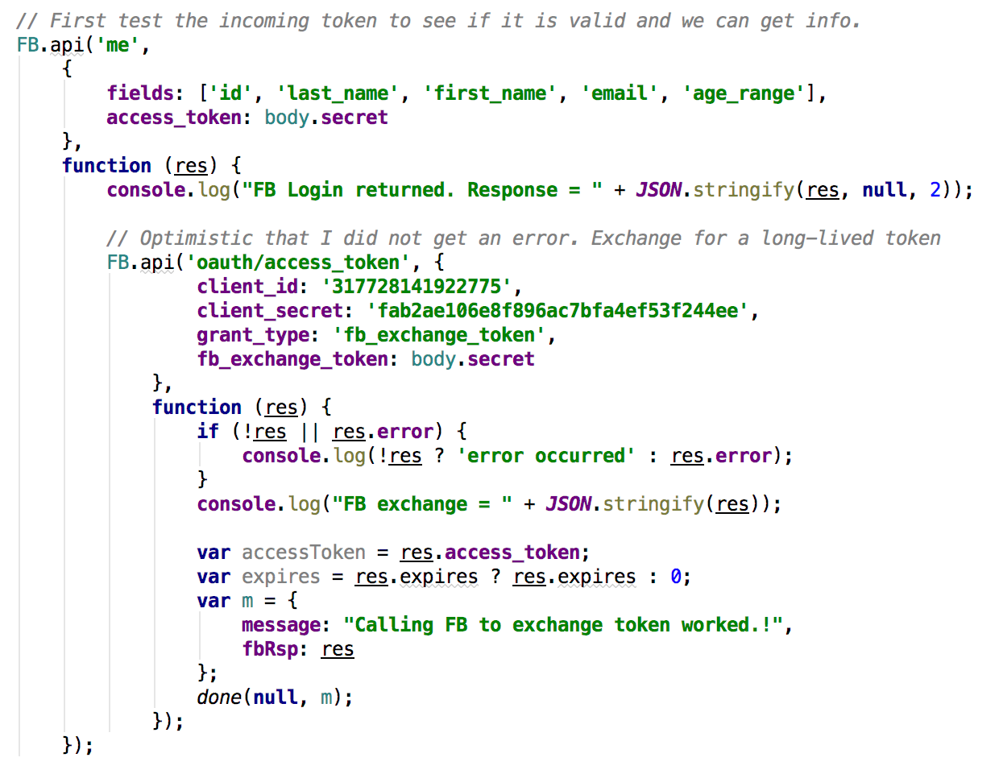 // First test the incoming token to see if it is valid and we can get info.
FB.api('me',
    {
        fields: ['id', 'last_name', 'first_name', 'email', 'age_range'],
        access_token: body.secret
    },
    function (res) {
        console.log("FB Login returned. Response = " + JSON.stringify(res, null, 2));

        // Optimistic that I did not get an error. Exchange for a long-lived token
        FB.api('oauth/access_token', {
                client_id: '317728141922775',
                client_secret: 'fab2ae106e8f896ac7bfa4ef53f244ee',
                grant_type: 'fb_exchange_token',
                fb_exchange_token: body.secret
            },
            function (res) {
                if (!res || res.error) {
                    console.log(!res ? 'error occurred' : res.error);
                }
                console.log("FB exchange = " + JSON.stringify(res));

                var accessToken = res.access_token;
                var expires = res.expires ? res.expires : 0;
                var m = {
                    message: "Calling FB to exchange token worked.!",
                    fbRsp: res
                };
                done(null, m);
            });
    });